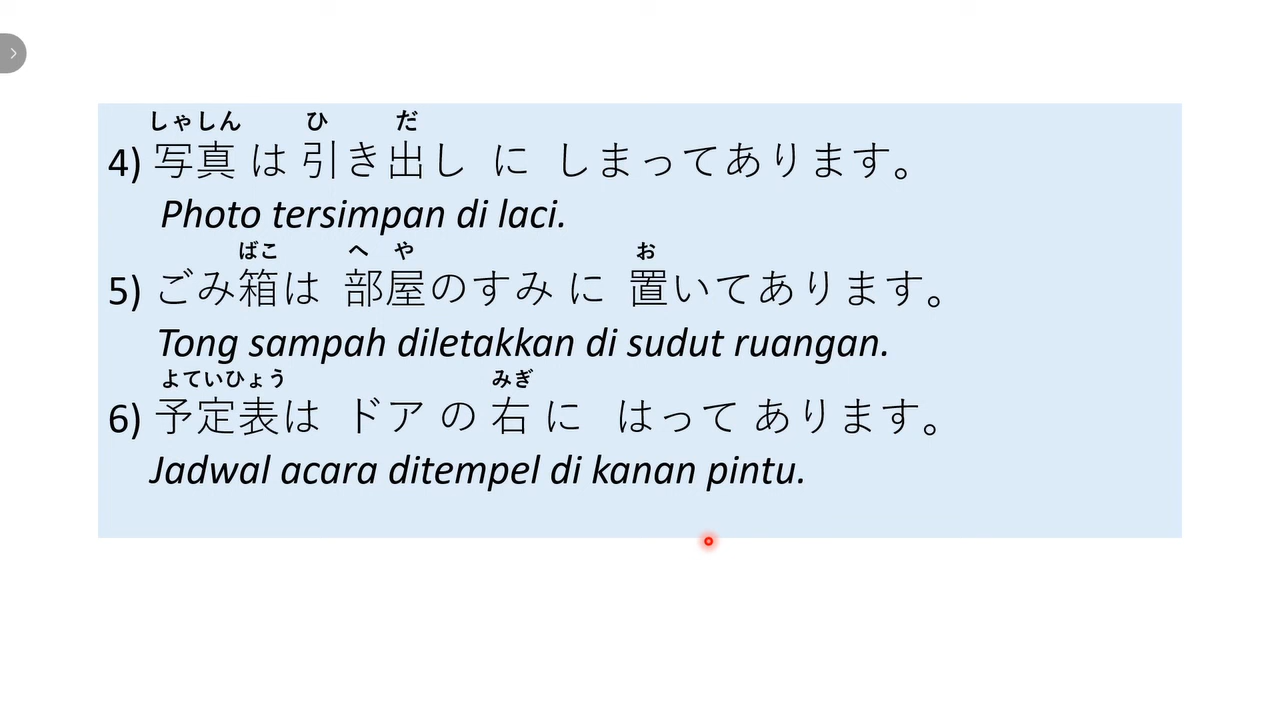 しゃしん ひ だ
4) 写真 は 引き出し に しまってあります。
Photo tersimpan di laci.
ばこ へ や お
5) ごみ箱は 部屋のすみ に 置いてあります。
Tong sampah diletakkan di sudut ruangan.
よていひょう みぎ
6) 予定表は ドア の 右 に はって あります。
Jadwal acara ditempel di kanan pintu.